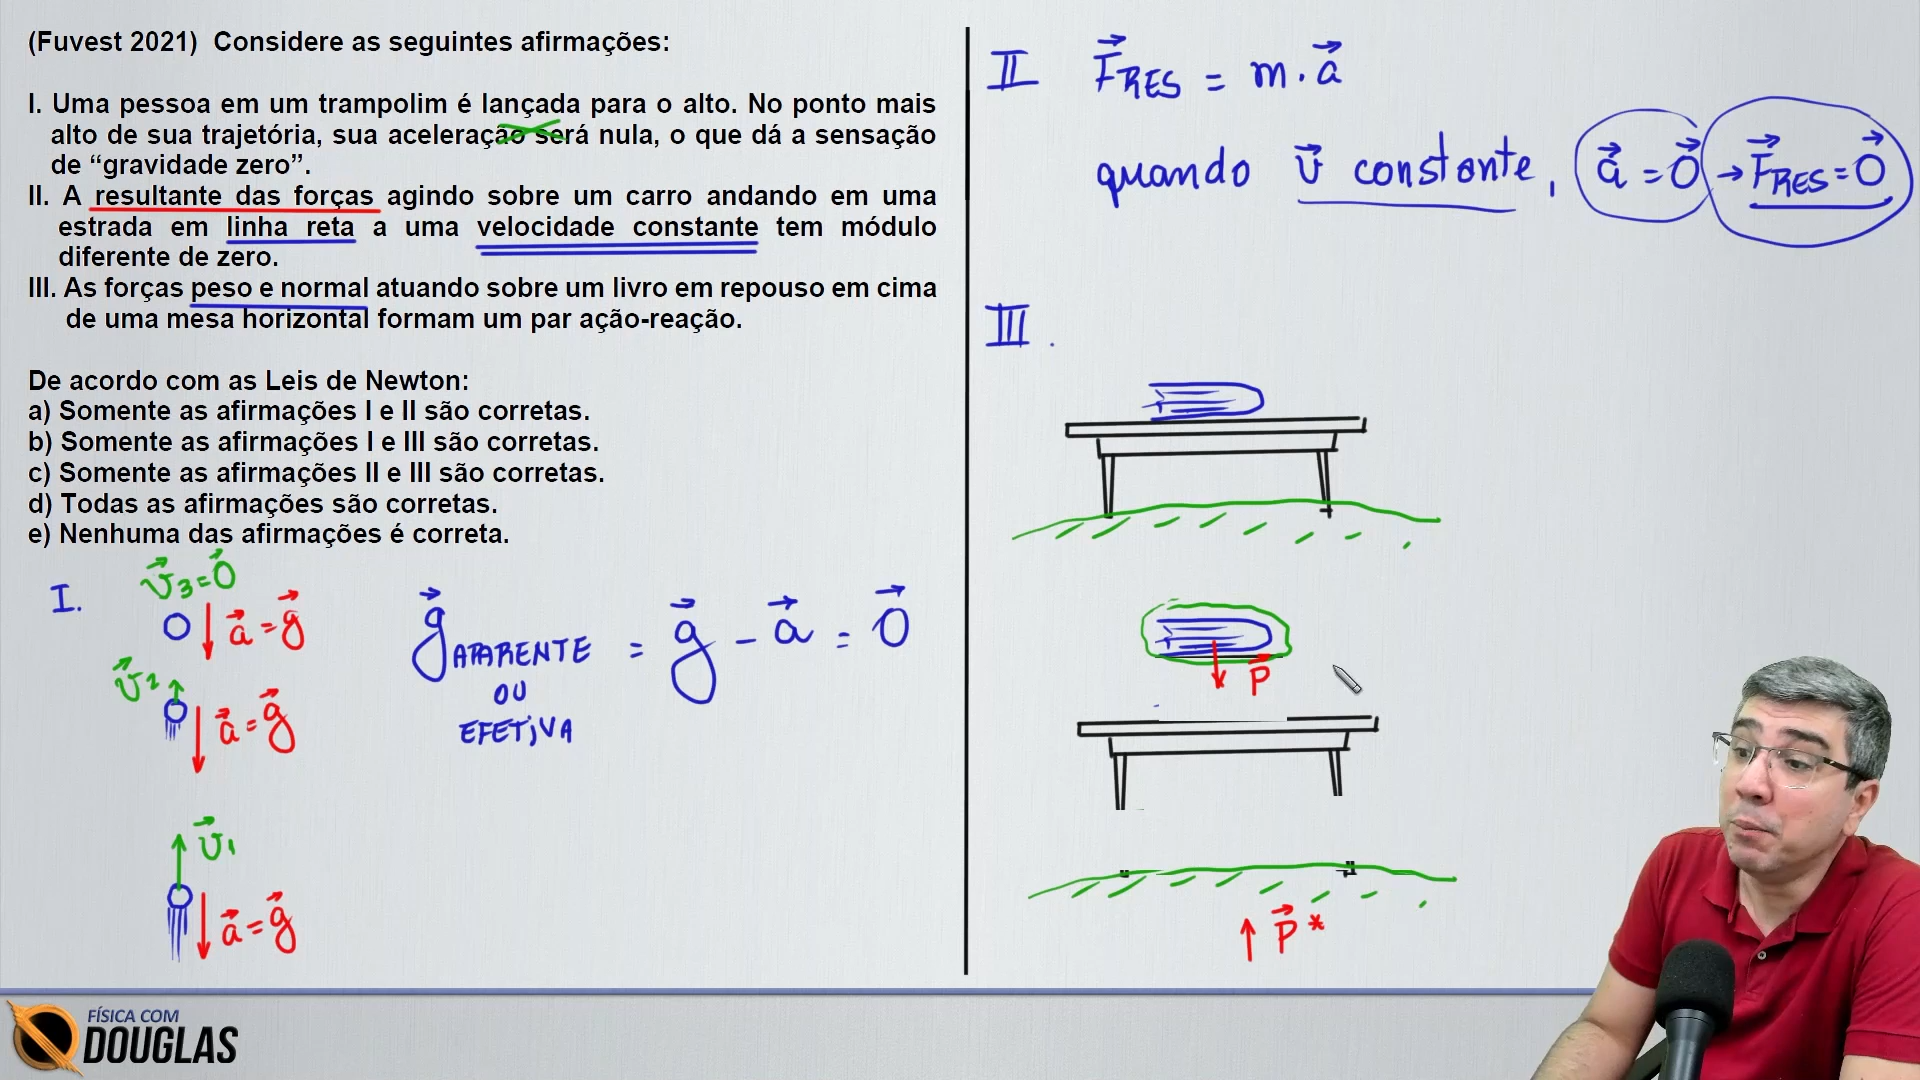 (Fuvest 2021) Considere as seguintes afirmações:
I. Uma pessoa em um trampolim é lançada para o alto. No ponto mais
alto de sua trajetória, sua aceleração será nula, o que dá a sensação
de “gravidade zero”.
II. A resultante das forças agindo sobre um carro andando em uma
estrada em linha reta a uma velocidade constante tem módulo
diferente de zero.
III. As forças peso e normal atuando sobre um livro em repouso em cima
de uma mesa horizontal formam um par ação-reação.
De acordo com as Leis de Newton:
a) Somente as afirmações I e II são corretas.
b) Somente as afirmações I e III são corretas.
c) Somente as afirmações II e III são corretas.
d) Todas as afirmações são corretas.
e) Nenhuma das afirmações é correta.
I.
v⃗3=0⃗
a⃗=g⃗
v⃗2
a⃗=g⃗
v⃗1
a⃗=g⃗
g⃗ APARENTE = g⃗ - a⃗ = 0⃗
OU
EFETIVA
II F⃗RES = m.a⃗
quando v⃗ constante, a⃗=0⃗ → F⃗RES=0⃗
III.
P⃗
P⃗*
FÍSICA COM
DOUGLAS